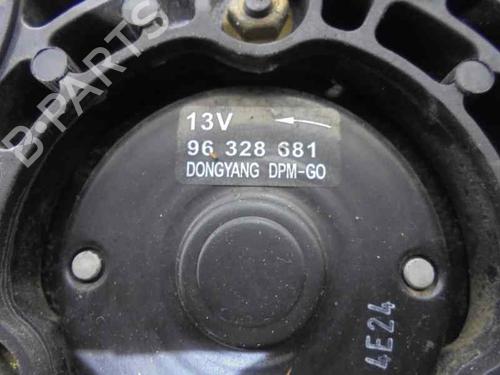 B-PARTS
13V
96 328 681
DONGYANG DPM-GO
4E24